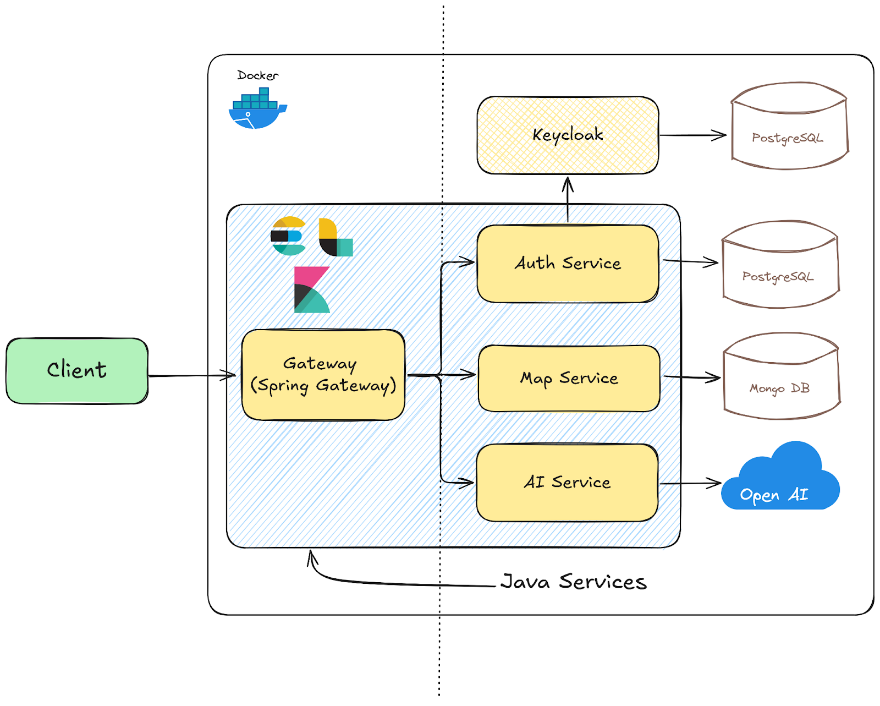 Docker
Keycloak
PostgreSQL
Auth Service
PostgreSQL
Client
Gateway
(Spring Gateway)
Map Service
Mongo DB
AI Service
Open AI
Java Services